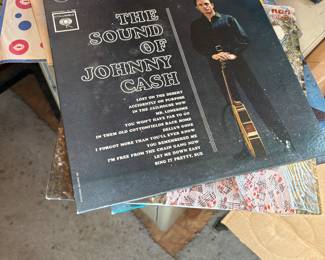 THE
SOUND
OF
JOHNNY
CASH
LOST ON THE DESERT
ACCIDENTLY ON PURPOSE
IN THE JAILHOUSE NOW
MR. LONESOME
YOU WON'T HAVE FAR TO GO
IN THEM OLD COTTONFIELDS BACK HOME
DELIA'S GONE
I FORGOT MORE THAN YOU'LL EVER KNOW
YOU REMEMBERED ME
I'M FREE FROM THE CHAIN GANG NOW
LET ME DOWN EASY
SING IT PRETTY, SUE
RCA